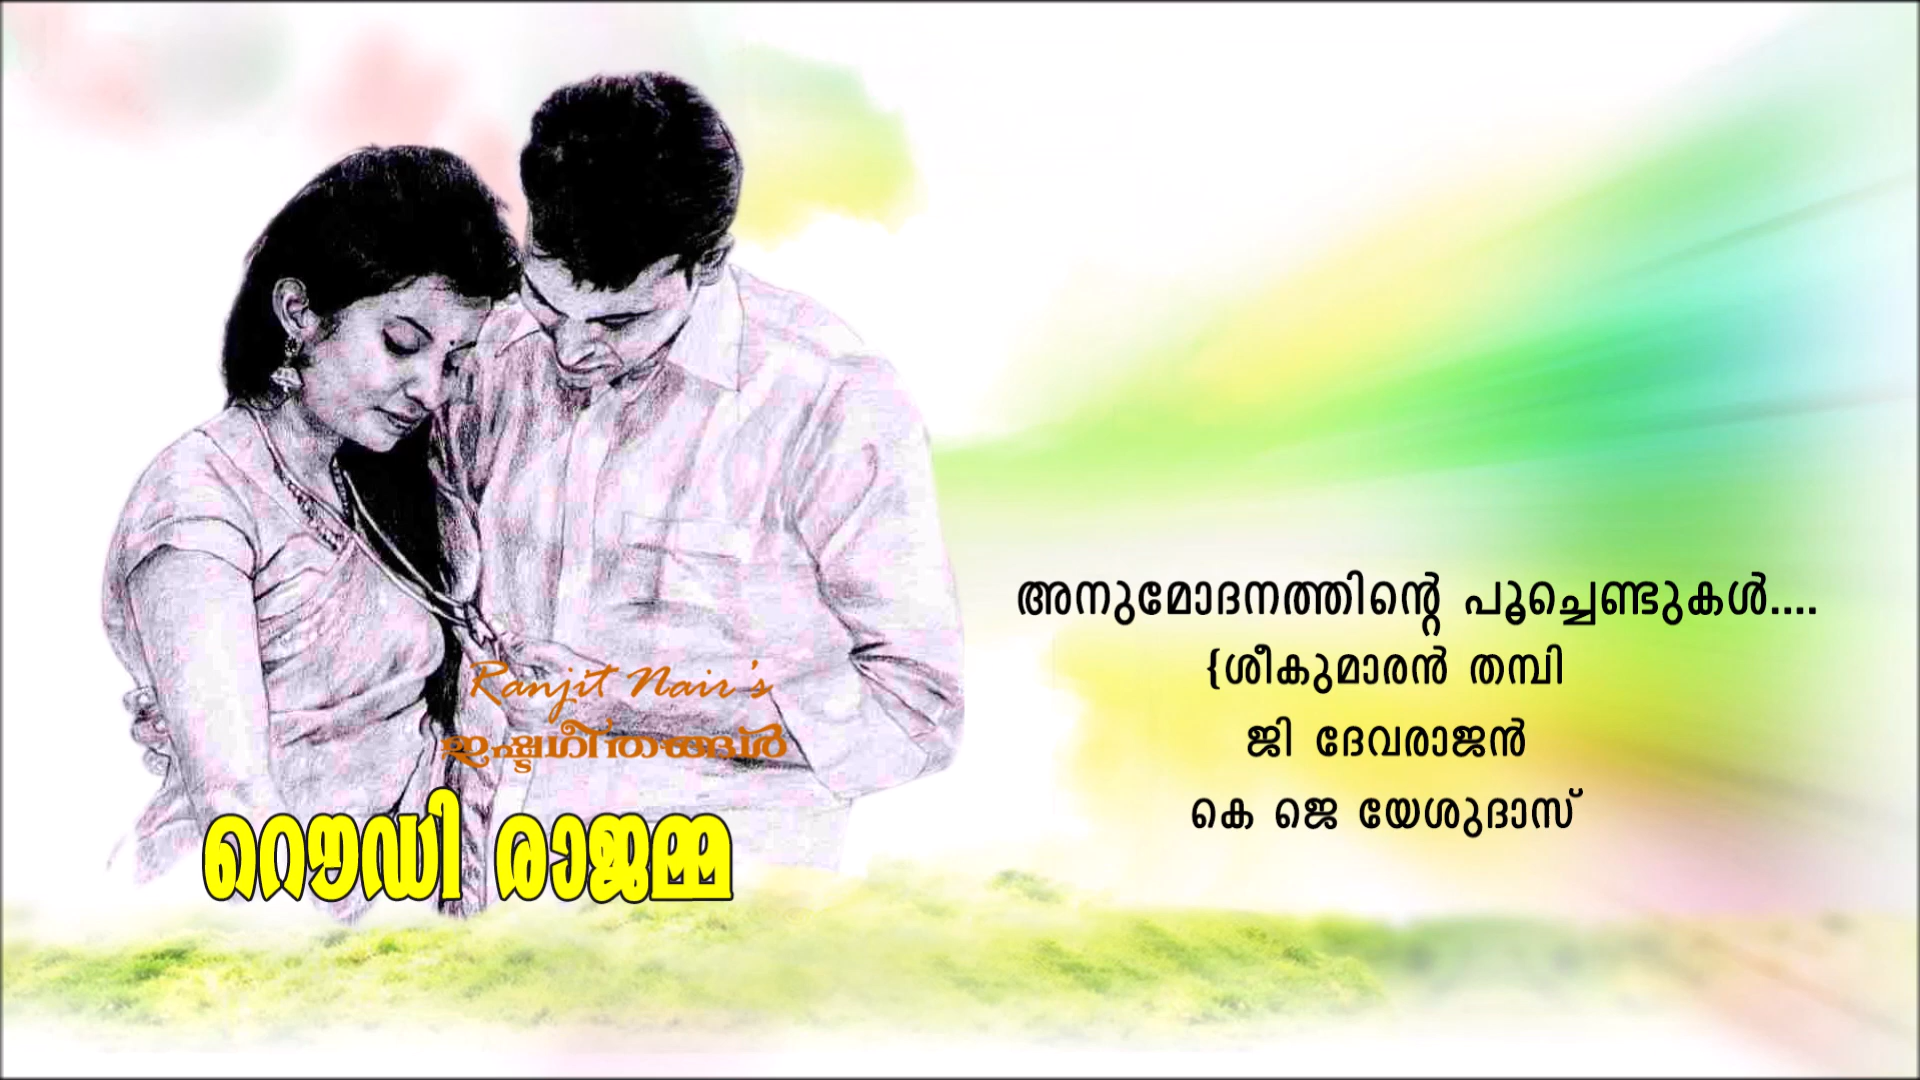 അനുമോദനത്തിന്റെ പൂച്ചെണ്ടുകൾ....
{ശീകുമാരൻ തമ്പി
ജി ദേവരാജൻ
കെ ജെ യേശുദാസ്
Ranjit Nair's
ഇഷ്ടഗീതങ്ങൾ
റൌഡി രാജമ്മ